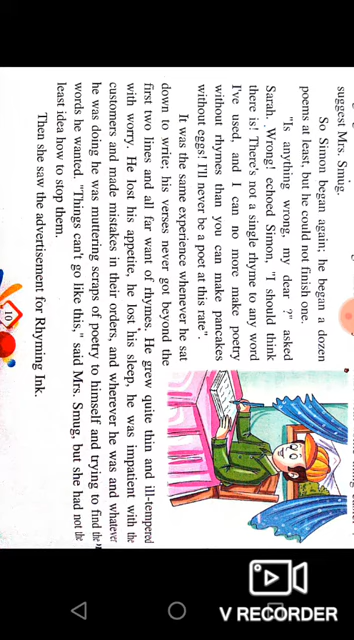 suggest Mrs. Smug.
So Simon began again; he began a dozen
poems at least, but he could not finish one.
"Is anything wrong, my dear ?" asked
Sarah. Wrong! echoed Simon, "I should think
there is! There's not a single rhyme to any word
I've used, and I can no more make poetry
without rhymes than you can make pancakes
without eggs! I'll never be a poet at this rate".
It was the same experience whenever he sat
down to write; his verses never got beyond the
first two lines and all far want of rhymes. He grew quite thin and ill-tempered
with worry. He lost his appetite, he lost his sleep, he was impatient with the
customers and made mistakes in their orders, and wherever he was and whatever
he was doing he was muttering scraps of poetry to himself and trying to find the
words he wanted. "Things can't go like this," said Mrs. Smug, but she had not the
least idea how to stop them.
Then she saw the advertisement for Rhyming Ink.
10
V RECORDER